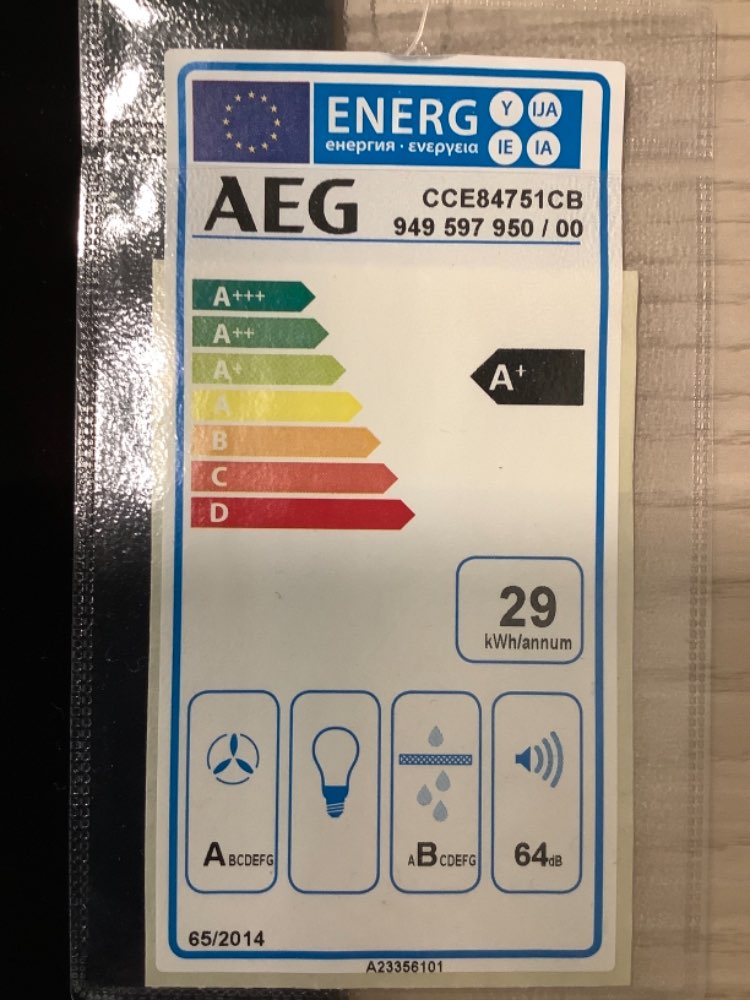 ENERG Y IJA
енергия · ενεργεια IE IA
AEG
CCE84751CB
949 597 950 / 00
A+++
A++
A+
A
B
C
D
A+
29
kWh/annum
ABCDEFG
ABCDEFG
64dB
65/2014
A23356101